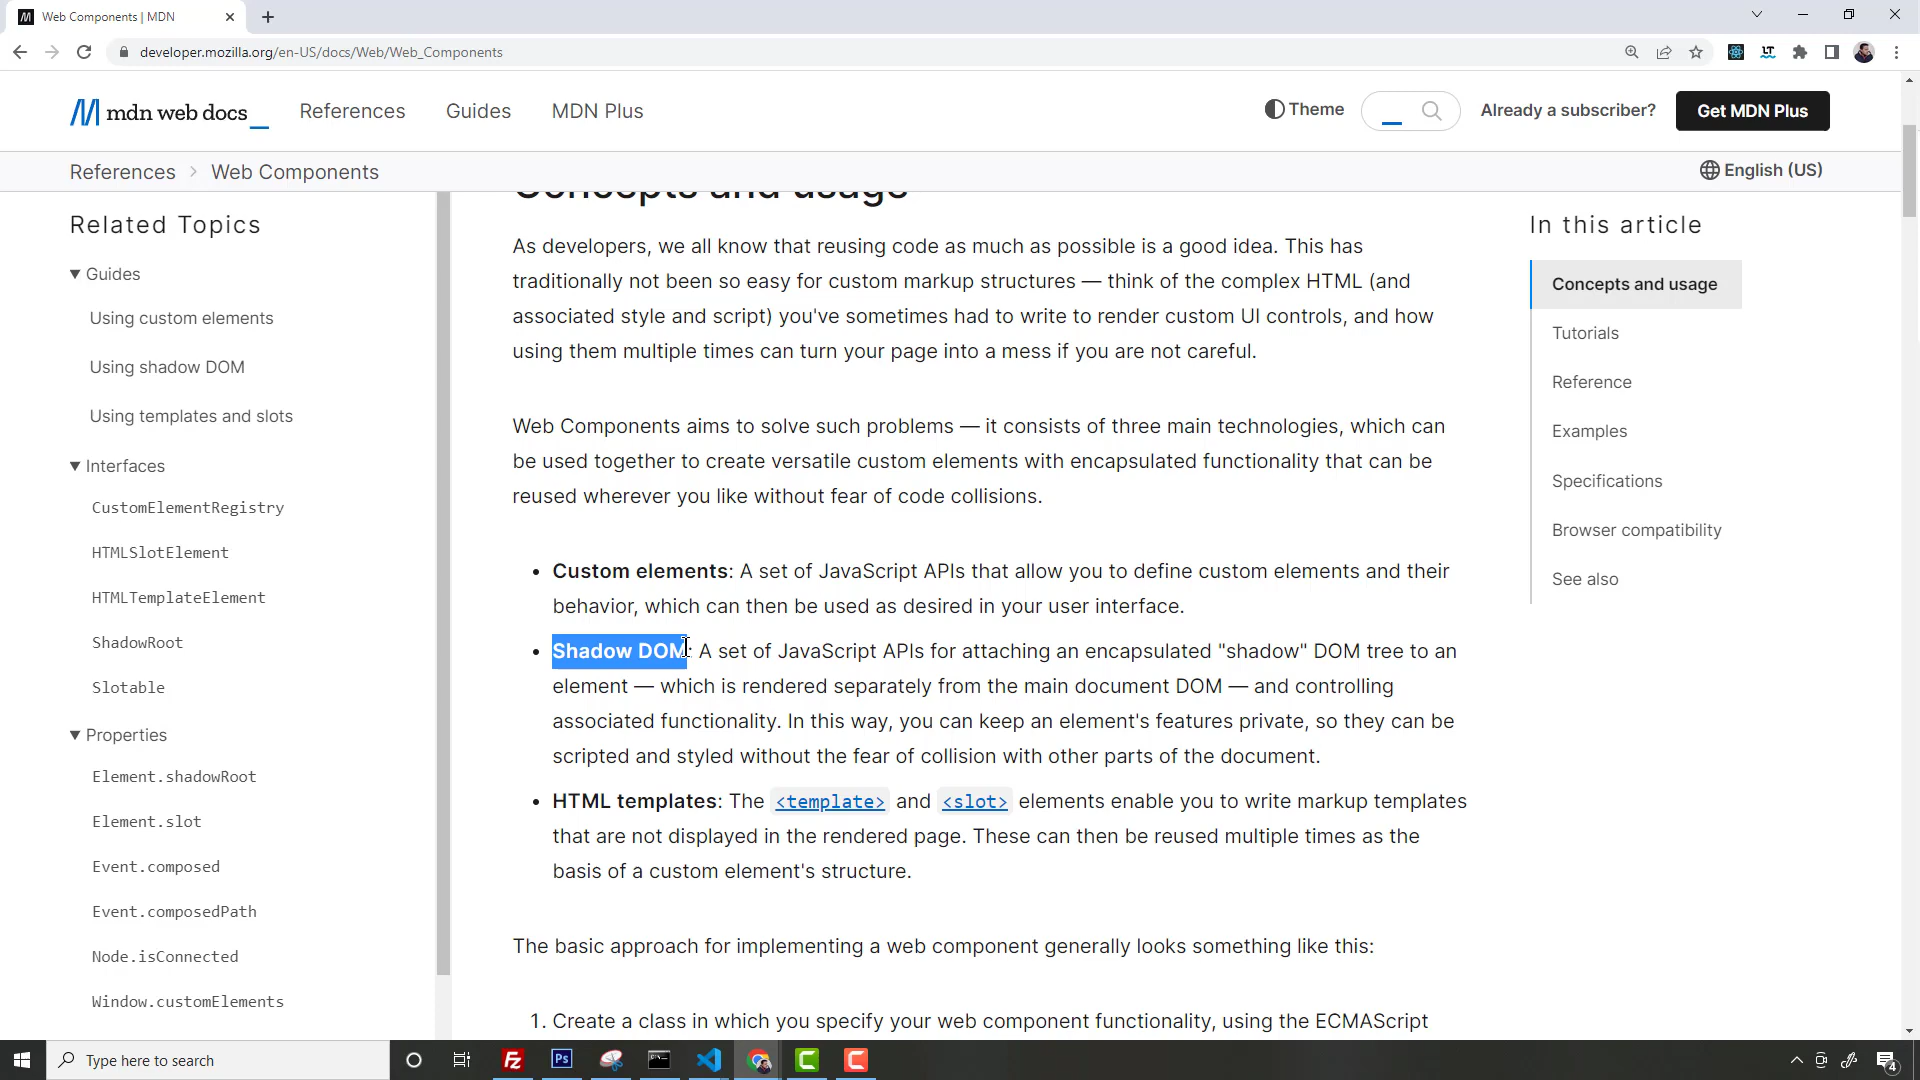 Web Components | MDN
developer.mozilla.org/en-US/docs/Web/Web_Components
mdn web docs_
References
Guides
MDN Plus
Theme
Already a subscriber?
Get MDN Plus
References
Web Components
English (US)
Related Topics
Guides
Using custom elements
Using shadow DOM
Using templates and slots
Interfaces
CustomElementRegistry
HTMLSlotElement
HTMLTemplateElement
ShadowRoot
Slotable
Properties
Element.shadowRoot
Element.slot
Event.composed
Event.composedPath
Node.isConnected
Window.customElements
Concepts and usage
As developers, we all know that reusing code as much as possible is a good idea. This has
traditionally not been so easy for custom markup structures — think of the complex HTML (and
associated style and script) you've sometimes had to write to render custom UI controls, and how
using them multiple times can turn your page into a mess if you are not careful.
Web Components aims to solve such problems — it consists of three main technologies, which can
be used together to create versatile custom elements with encapsulated functionality that can be
reused wherever you like without fear of code collisions.
• Custom elements: A set of JavaScript APIs that allow you to define custom elements and their
behavior, which can then be used as desired in your user interface.
• Shadow DOM: A set of JavaScript APIs for attaching an encapsulated "shadow" DOM tree to an
element — which is rendered separately from the main document DOM — and controlling
associated functionality. In this way, you can keep an element's features private, so they can be
scripted and styled without the fear of collision with other parts of the document.
• HTML templates: The <template> and <slot> elements enable you to write markup templates
that are not displayed in the rendered page. These can then be reused multiple times as the
basis of a custom element's structure.
The basic approach for implementing a web component generally looks something like this:
1. Create a class in which you specify your web component functionality, using the ECMAScript
In this article
Concepts and usage
Tutorials
Reference
Examples
Specifications
Browser compatibility
See also
Type here to search
Fz
Ps
C
C
4